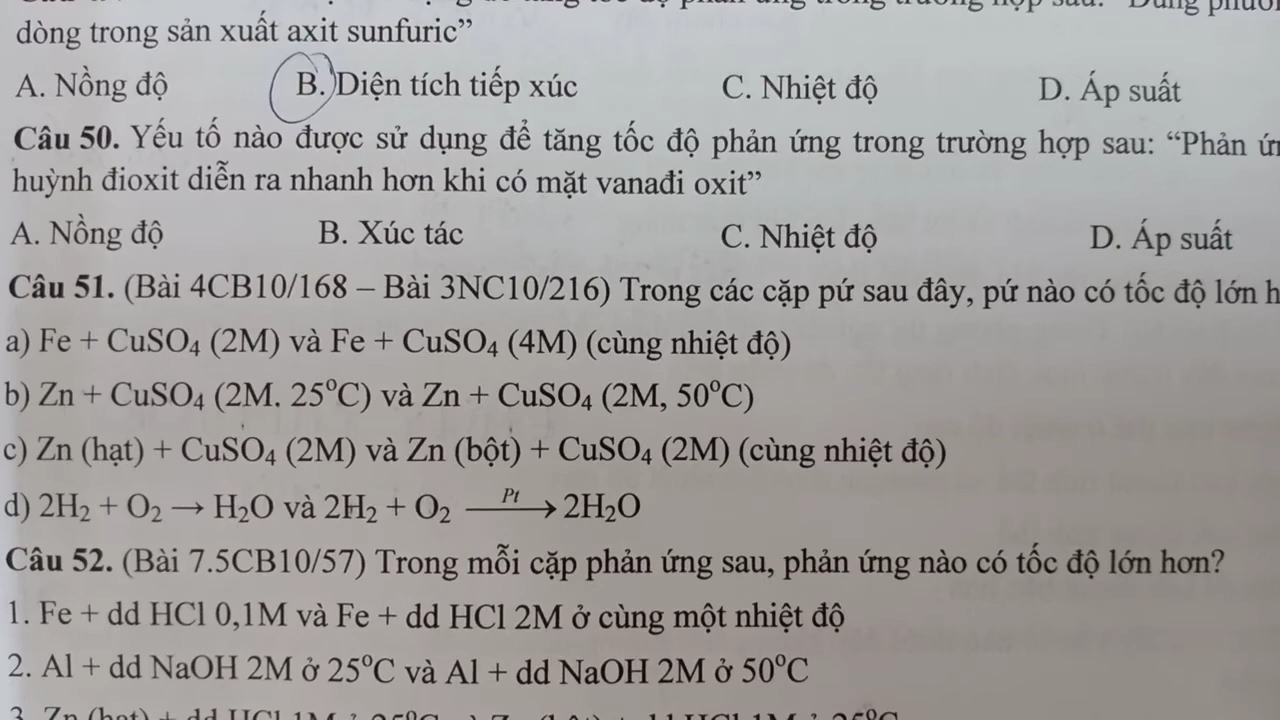 trong trường hợp sau:
dòng trong sản xuất axit sunfuric”
A. Nồng độ B. Diện tích tiếp xúc C. Nhiệt độ D. Áp suất
Câu 50. Yếu tố nào được sử dụng để tăng tốc độ phản ứng trong trường hợp sau: “Phản
huỳnh đioxit diễn ra nhanh hơn khi có mặt vanađi oxit”
A. Nồng độ B. Xúc tác C. Nhiệt độ D. Áp suất
Câu 51. (Bài 4CB10/168 – Bài 3NC10/216) Trong các cặp pứ sau đây, pứ nào có tốc độ lớn
a) Fe + CuSO₄ (2M) và Fe + CuSO₄ (4M) (cùng nhiệt độ)
b) Zn + CuSO₄ (2M. 25⁰C) và Zn + CuSO₄ (2M, 50⁰C)
c) Zn (hạt) + CuSO₄ (2M) và Zn (bột) + CuSO₄ (2M) (cùng nhiệt độ)
d) 2H₂ + O₂ → H₂O và 2H₂ + O₂ —Pt→ 2H₂O
Câu 52. (Bài 7.5CB10/57) Trong mỗi cặp phản ứng sau, phản ứng nào có tốc độ lớn hơn?
1. Fe + dd HCl 0,1M và Fe + dd HCl 2M ở cùng một nhiệt độ
2. Al + dd NaOH 2M ở 25⁰C và Al + dd NaOH 2M ở 50⁰C